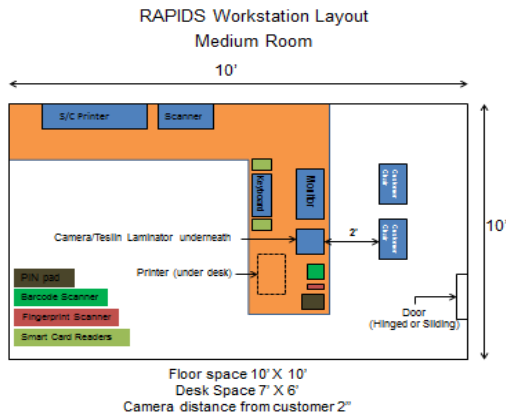 RAPIDS Workstation Layout
Medium Room
10'
S/C Printer
Scanner
Keyboard
Monitor
Customer
Chair
Customer
Chair
10'
2'
Camera/Teslin Laminator underneath
Printer (under desk)
PIN pad
Barcode Scanner
Fingerprint Scanner
Smart Card Readers
Door
(Hinged or Sliding)
Floor space 10' X 10'
Desk Space 7' X 6'
Camera distance from customer 2"